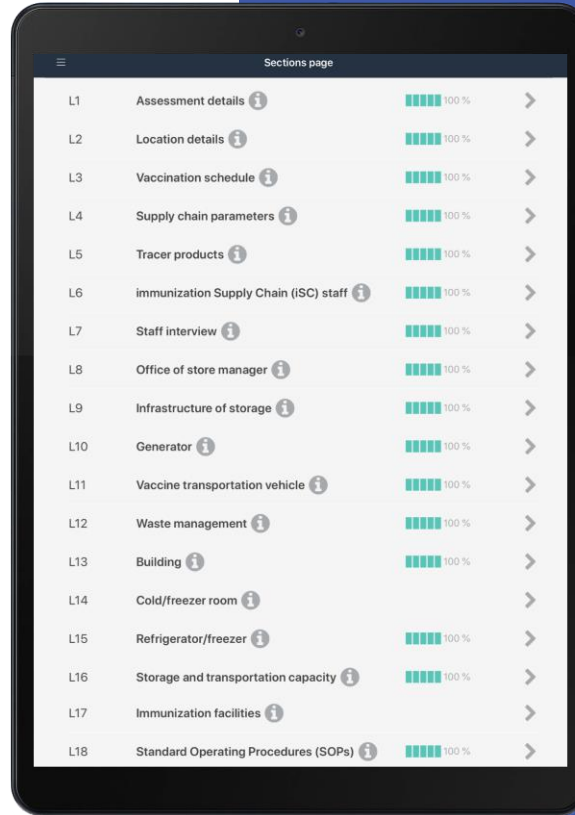 Sections page
L1 Assessment details 100 %
L2 Location details 100 %
L3 Vaccination schedule 100 %
L4 Supply chain parameters 100 %
L5 Tracer products 100 %
L6 immunization Supply Chain (iSC) staff 100 %
L7 Staff interview 100 %
L8 Office of store manager 100 %
L9 Infrastructure of storage 100 %
L10 Generator 100 %
L11 Vaccine transportation vehicle 100 %
L12 Waste management 100 %
L13 Building 100 %
L14 Cold/freezer room
L15 Refrigerator/freezer 100 %
L16 Storage and transportation capacity 100 %
L17 Immunization facilities
L18 Standard Operating Procedures (SOPs) 100 %